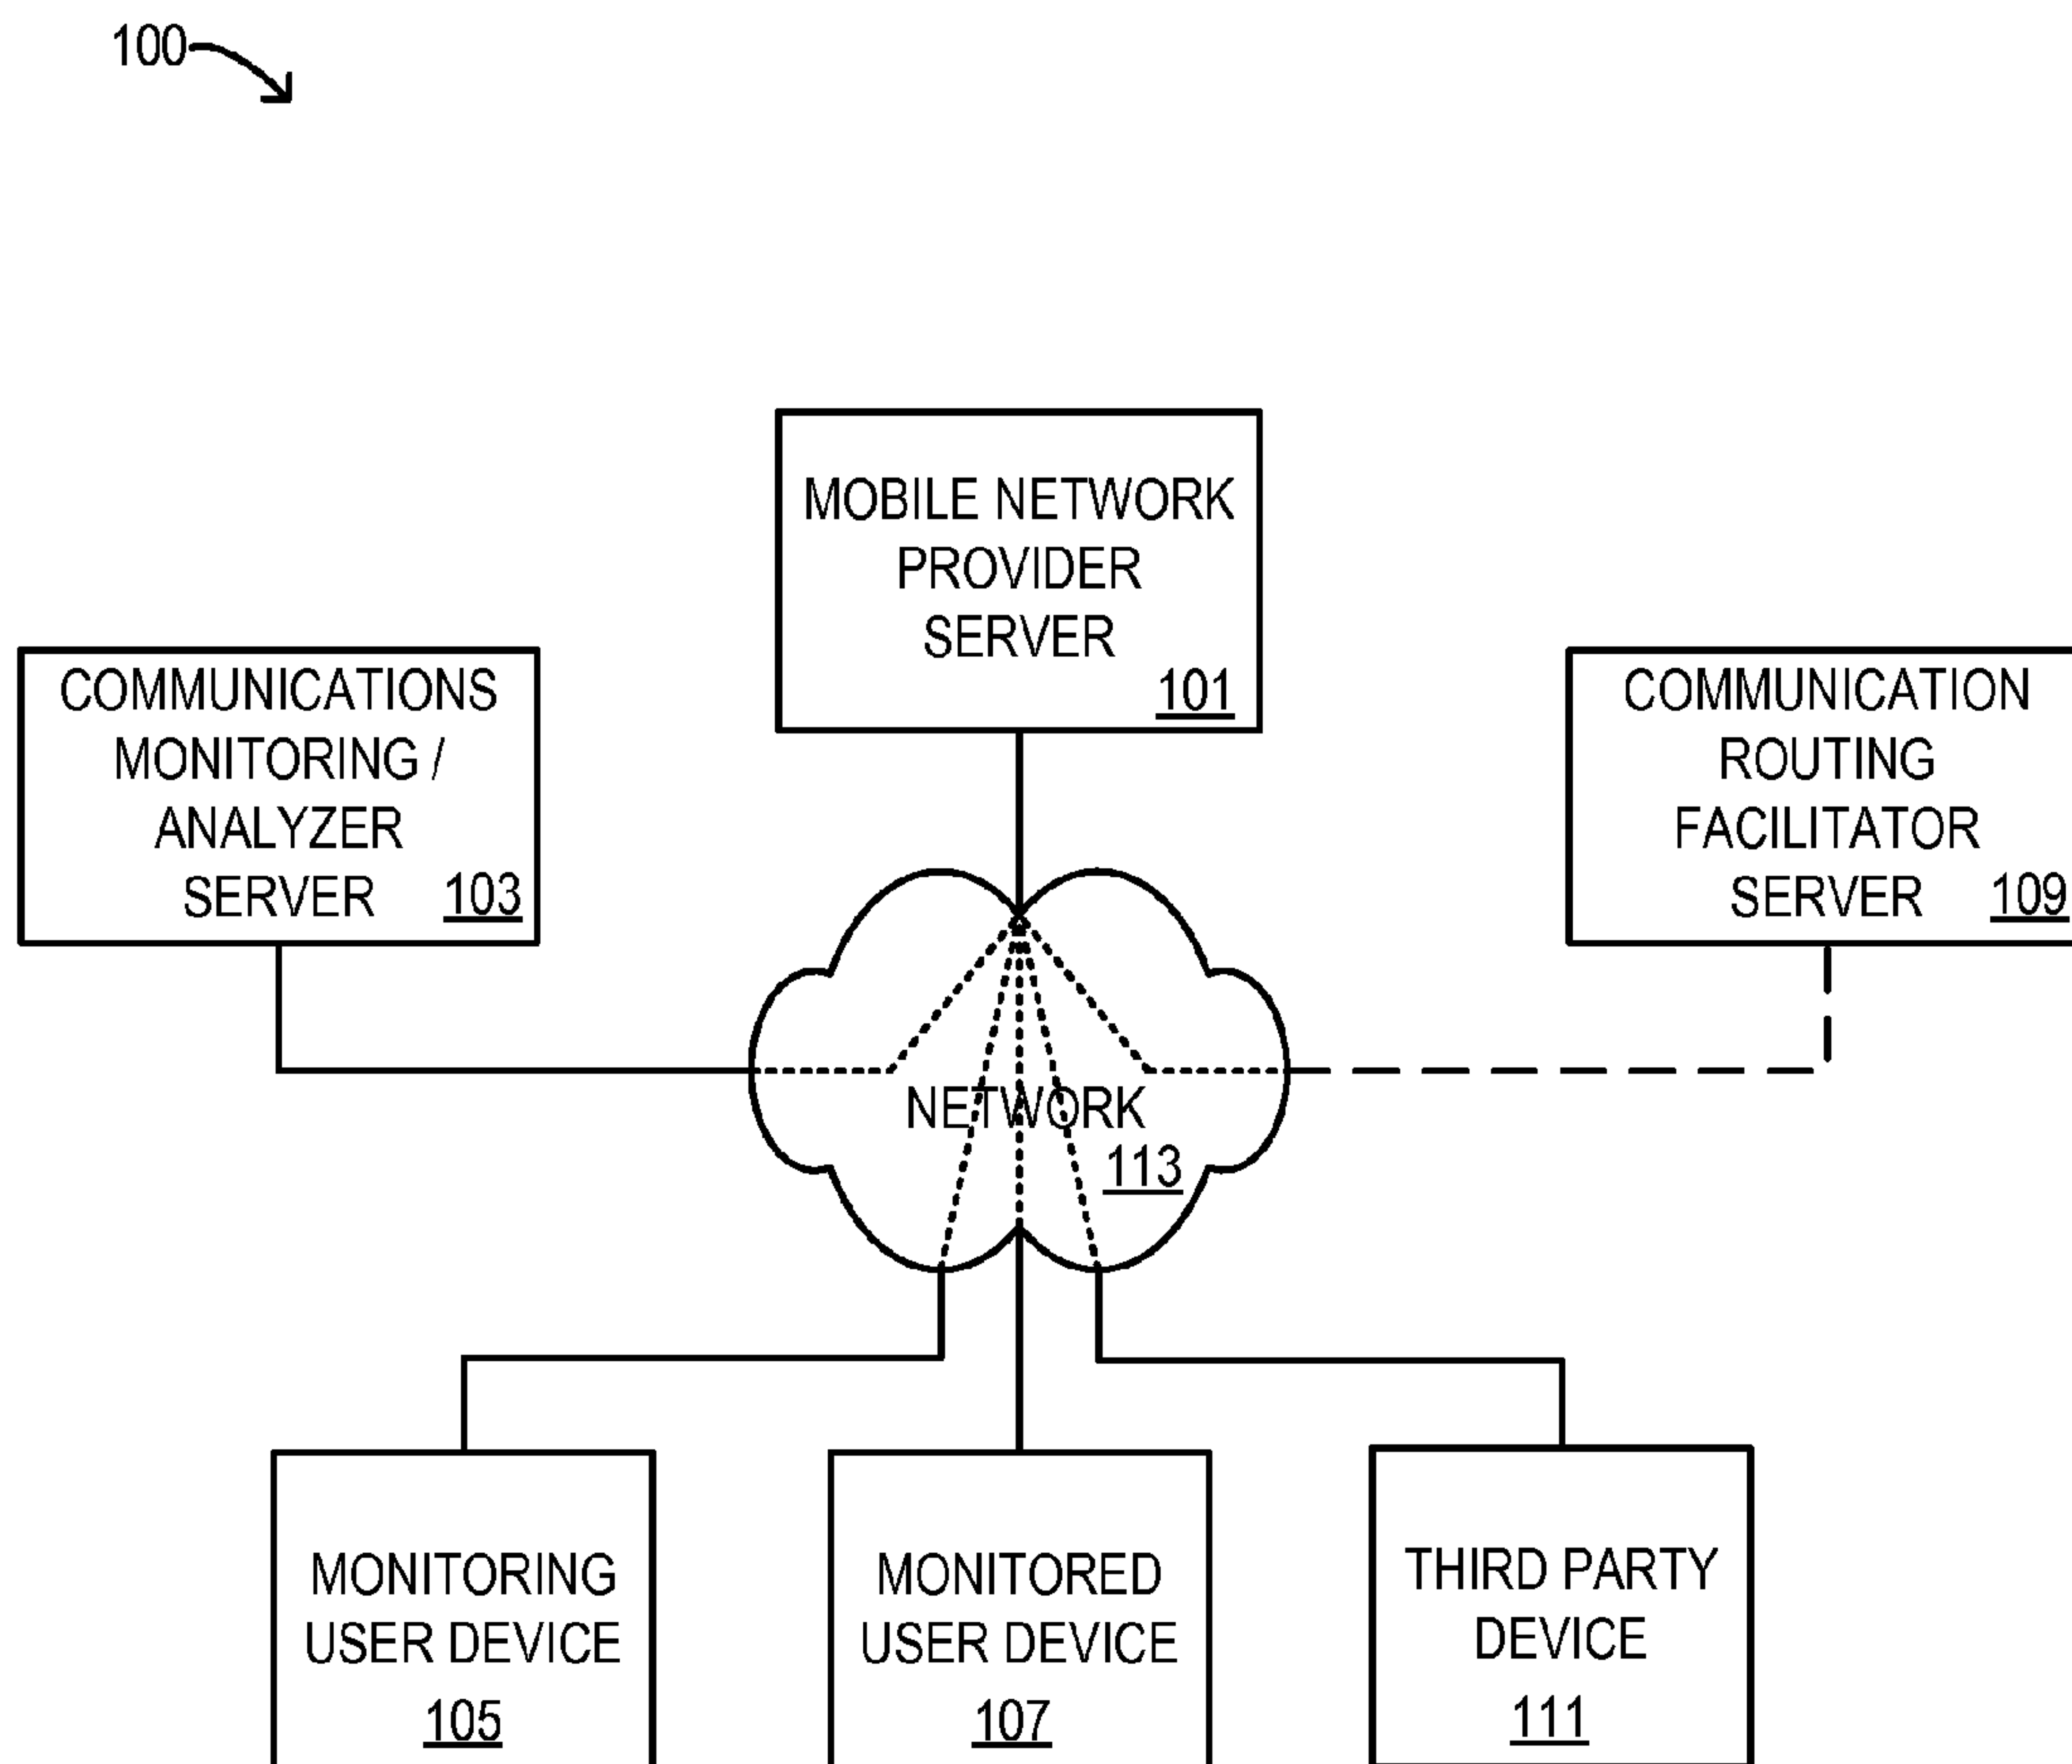 100
MOBILE NETWORK
PROVIDER
SERVER
101
COMMUNICATIONS
MONITORING /
ANALYZER
SERVER
103
COMMUNICATION
ROUTING
FACILITATOR
SERVER
109
NETWORK
113
MONITORING
USER DEVICE
105
MONITORED
USER DEVICE
107
THIRD PARTY
DEVICE
111